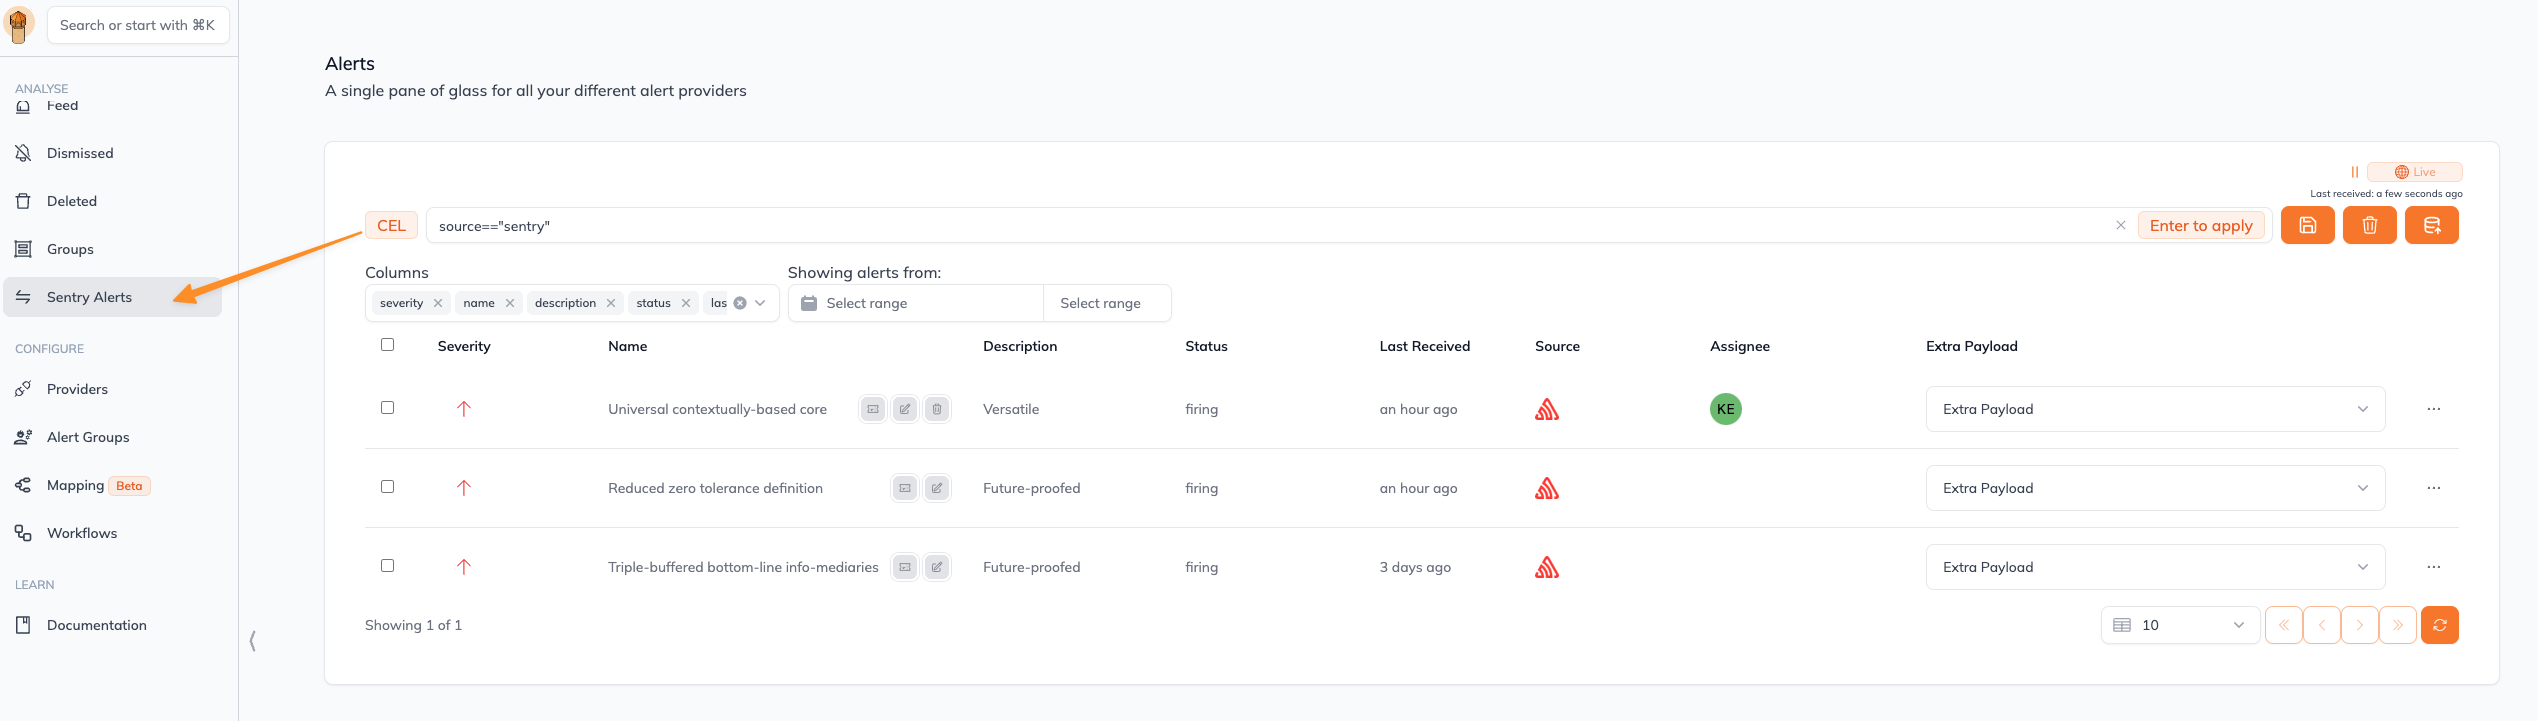 Search or start with ⌘K
ANALYSE
Feed
Dismissed
Deleted
Groups
Sentry Alerts
CONFIGURE
Providers
Alert Groups
Mapping Beta
Workflows
LEARN
Documentation
Alerts
A single pane of glass for all your different alert providers
Live
Last received: a few seconds ago
CEL source=="sentry" Enter to apply
Columns Showing alerts from:
severity name description status las Select range Select range
Severity Name Description Status Last Received Source Assignee Extra Payload
Universal contextually-based core Versatile firing an hour ago KE Extra Payload ...
Reduced zero tolerance definition Future-proofed firing an hour ago Extra Payload ...
Triple-buffered bottom-line info-mediaries Future-proofed firing 3 days ago Extra Payload ...
Showing 1 of 1 10